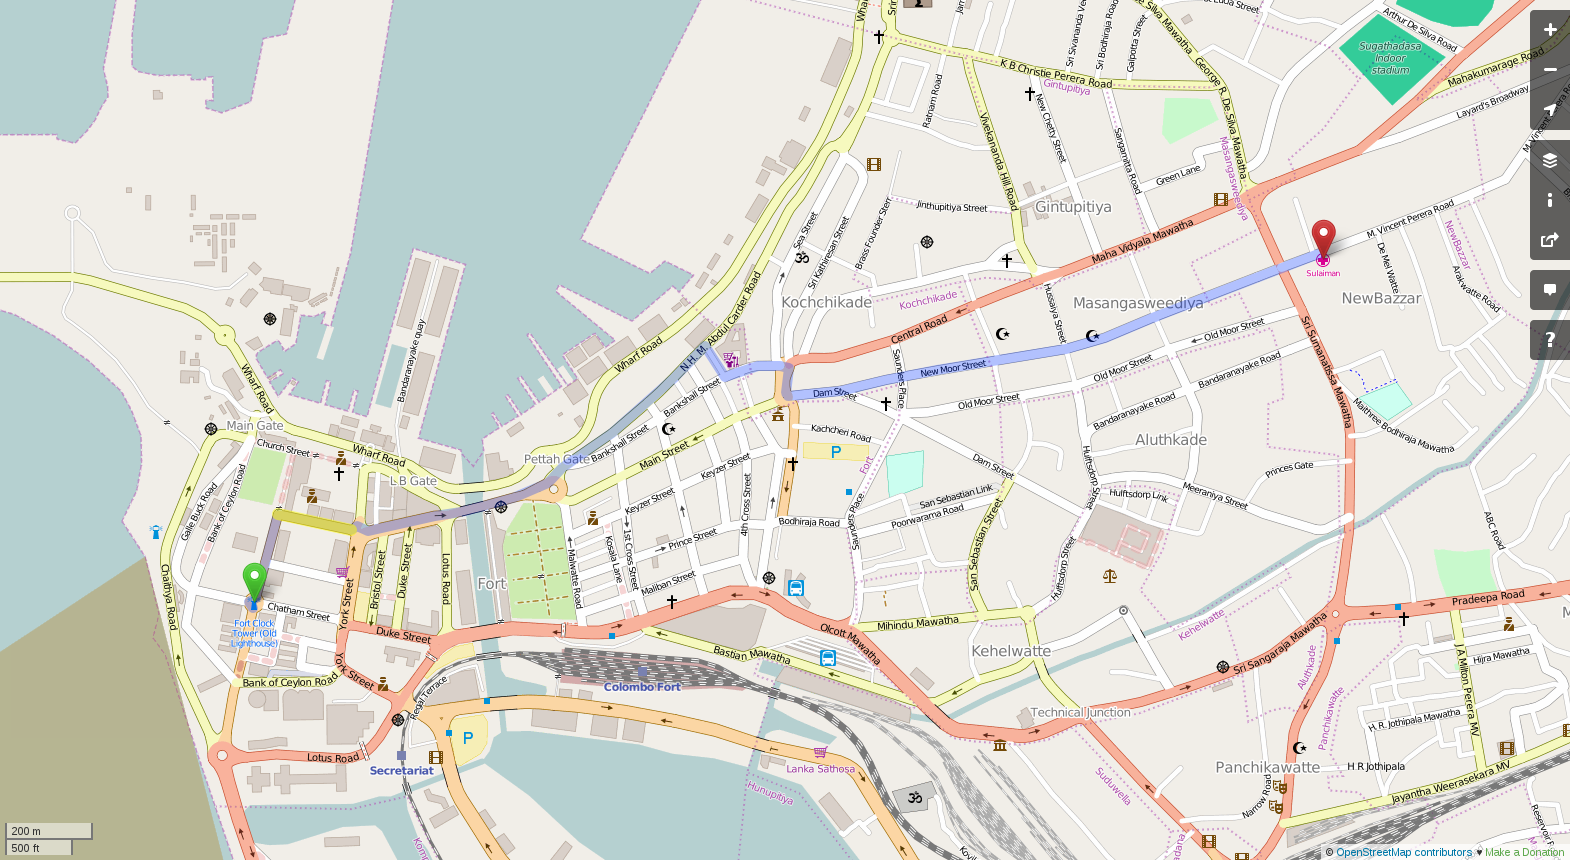 K B Christie Perera Road
Gintupitiya
Ratnam Road
Vivekananda Hill Road
New Chetty Street
Sangamitta Road
Sri Bodhiraja Road
Galpotta Street
De Silva Mawatha
George R. De Silva Mawatha
Arthur De Silva Road
Sugathadasa
Indoor
stadium
Mahakumarage Road
Layard's Broadway
Masangasweediya
Green Lane
Jinthupitiya Street
Gintupitiya
Sea Street
Sri Kathiresan Street
Maha Vidyala Mawatha
M. Vincent Perera Road
De Mel Watte
NewBazzar
Arakwatte Road
Sulaiman
NewBazzar
Kochchikade
Kochchikade
Central Road
Hussaiya Street
Masangasweediya
Old Moor Street
New Moor Street
Old Moor Street
Bandaranayake Road
Saunders Place
Dam Street
Old Moor Street
Bandaranayake Road
Sri Sumanatissa Mawatha
Maithree Bodhiraja Mawatha
N.H. M. Abdul Carder Road
Wharf Road
Bandaranayake quay
Wharf Road
Main Gate
Church Street
Wharf Road
L B Gate
Pettah Gate
Bankshall Street
Bankshall Street
Main Street
Kachcheri Road
P
Fort
Aluthkade
Princes Gate
Dam Street
Hulftsdorp Street
Hulftsdorp Link
Meeraniya Street
Keyzer Street
Keyzer Street
4th Cross Street
San Sebastian Link
Poorwarama Road
Bodhiraja Road
Prince Street
Saunders Place
San Sebastian Street
ABC Road
Galle Buck Road
Bank of Ceylon Road
Chaithya Road
Kosala Lane
1st Cross Street
Malwatte Road
Maliban Street
Fort
Lotus Road
Duke Street
Bristol Street
York Street
Chatham Street
Fort Clock
Tower (Old
Lighthouse)
Duke Street
York Street
Bank of Ceylon Road
Regal Terrace
Lotus Road
Secretariat
P
Colombo Fort
Bastian Mawatha
Olcott Mawatha
Mihindu Mawatha
Hulftsdorp Street
Kehelwatte
Kehelwatte
Technical Junction
Sri Sangaraja Mawatha
Pradeepa Road
Aluthkade
Panchikawatte
Hijra Mawatha
J A Milton Perera MV
A. R. Jothipala Mawatha
H R Jothipala
Panchikawatte
Jayantha Weerasekara MV
Narrow Road
Suduwella
Lanka Sathosa
Hunupitiya
200 m
500 ft
© OpenStreetMap contributors ♥ Make a Donation